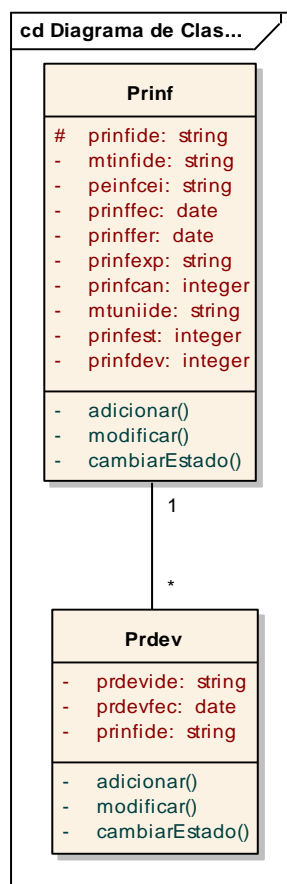 cd Diagrama de Clas...
Prinf
# prinfide: string
- mtinfide: string
- peinfcei: string
- prinffec: date
- prinffer: date
- prinfexp: string
- prinfcan: integer
- mtuniide: string
- prinfest: integer
- prinfdev: integer
- adicionar()
- modificar()
- cambiarEstado()
1
*
Prdev
- prdevide: string
- prdevfec: date
- prinfide: string
- adicionar()
- modificar()
- cambiarEstado()